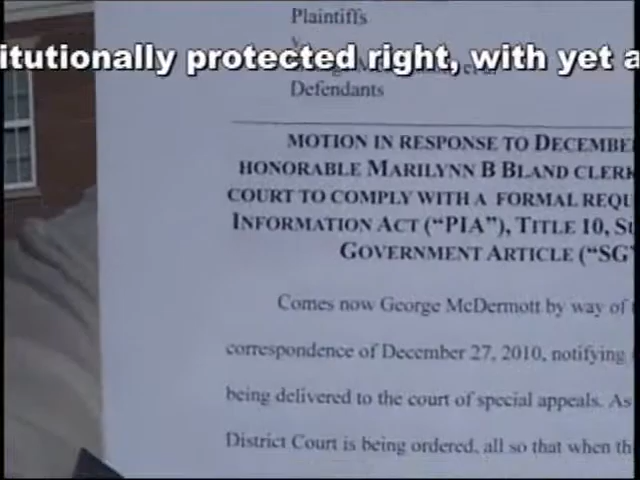 Plaintiffs
itutionally protected right, with yet a
Defendants
MOTION IN RESPONSE TO DECEMBE
HONORABLE MARILYNN B BLAND CLERK
COURT TO COMPLY WITH A FORMAL REQU
INFORMATION ACT ("PIA"), TITLE 10, SU
GOVERNMENT ARTICLE ("SG"
Comes now George McDermott by way of
correspondence of December 27, 2010, notifying
being delivered to the court of special appeals. As
District Court is being ordered, all so that when th